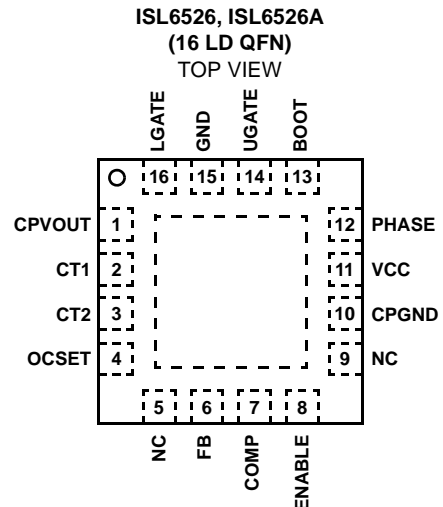 ISL6526, ISL6526A
(16 LD QFN)
TOP VIEW
LGATE
GND
UGATE
BOOT
16
15
14
13
CPVOUT 1
12 PHASE
CT1 2
11 VCC
CT2 3
10 CPGND
OCSET 4
9 NC
5
6
7
8
NC
FB
COMP
ENABLE